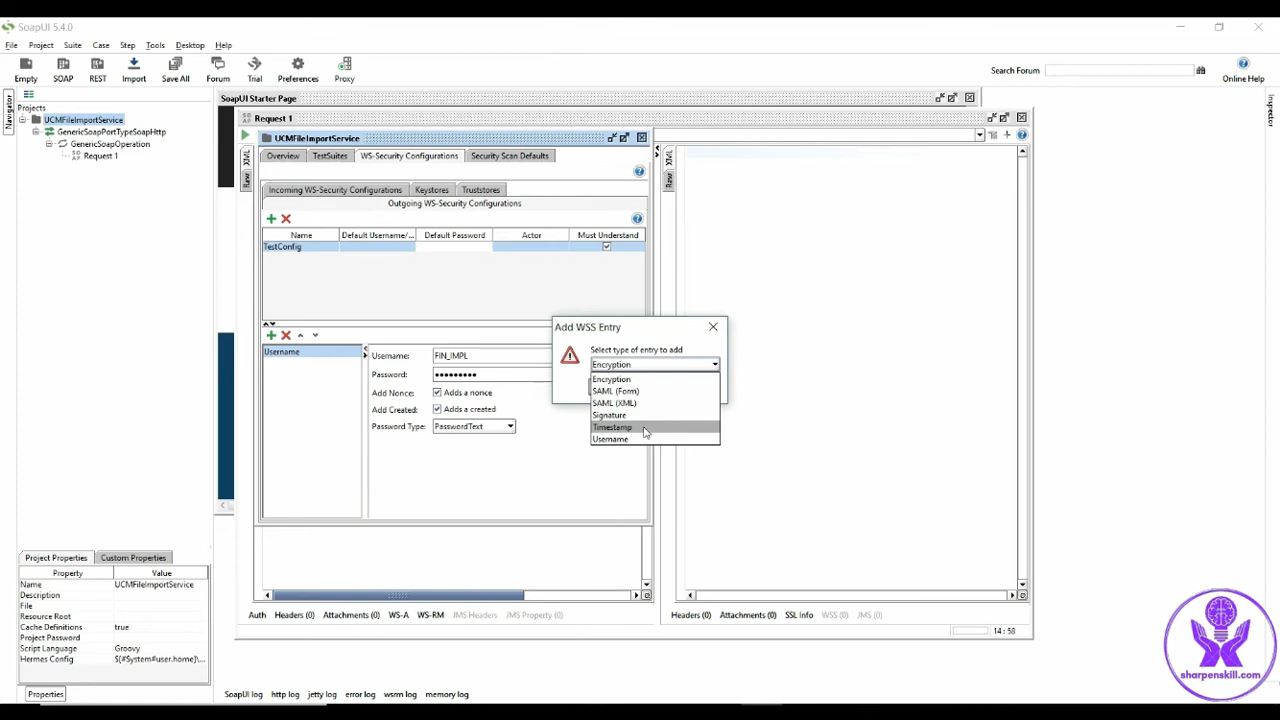 SoapUI 5.4.0
File Project Suite Case Step Tools Desktop Help
Empty SOAP REST Import Save All Forum Trial Preferences Proxy
Search Forum
Online Help
Navigator
Projects
UCMFileImportService
GenericSoapPortTypeSoapHttp
GenericSoapOperation
Request 1
SoapUI Starter Page
SO AP Request 1
UCMFileImportService
Overview TestSuites WS-Security Configurations Security Scan Defaults
XML
Raw
XML
Raw
Inspector
Incoming WS-Security Configurations Keystores Truststores
Outgoing WS-Security Configurations
Name Default Username/... Default Password Actor Must Understand
TestConfig
Username
Username: FIN_IMPL
Password: •••••••••
Add Nonce: Adds a nonce
Add Created: Adds a created
Password Type: PasswordText
Add WSS Entry
Select type of entry to add
Encryption
Encryption
SAML (Form)
SAML (XML)
Signature
Timestamp
Username
Project Properties Custom Properties
Property Value
Name UCMFileImportService
Description
File
Resource Root
Cache Definitions true
Project Password
Script Language Groovy
Hermes Config ${#System#user.home}\...
Properties
Auth Headers (0) Attachments (0) WS-A WS-RM JMS Headers JMS Property (0)
Headers (0) Attachments (0) SSL Info WSS (0) JMS (0)
14 : 58
SoapUI log http log jetty log error log wsrm log memory log
sharpenskill.com